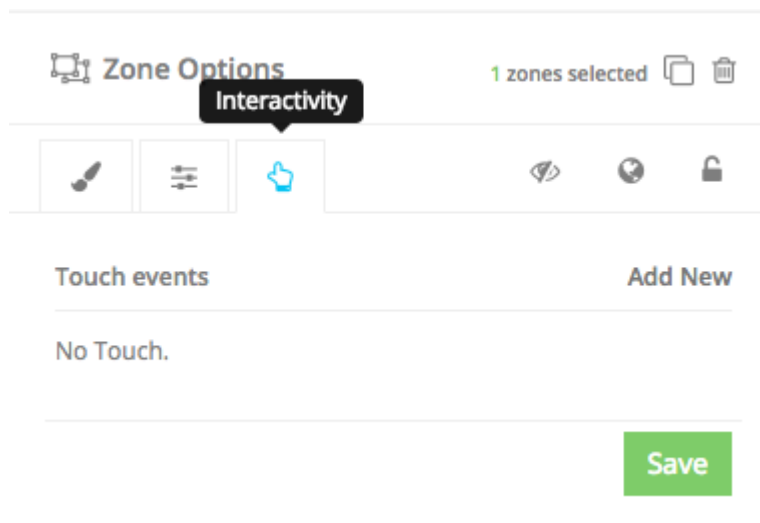 Zone Options
1 zones selected
Interactivity
Touch events
Add New
No Touch.
Save